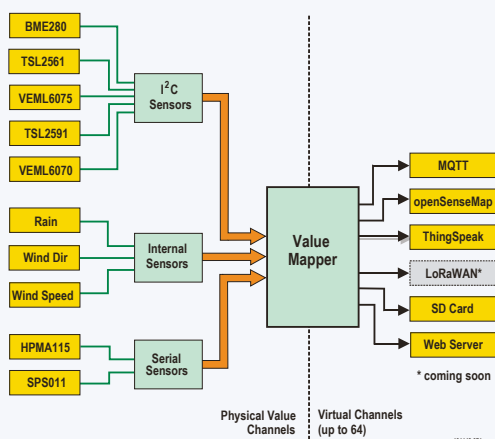 BME280
TSL2561
VEML6075
TSL2591
VEML6070
I²C
Sensors
Rain
Wind Dir
Wind Speed
Internal
Sensors
HPMA115
SPS011
Serial
Sensors
Value
Mapper
MQTT
openSenseMap
ThingSpeak
LoRaWAN*
SD Card
Web Server
* coming soon
Physical Value
Channels
Virtual Channels
(up to 64)